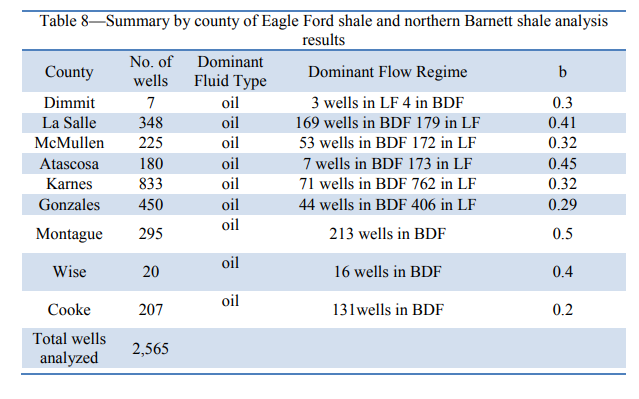 Table 8—Summary by county of Eagle Ford shale and northern Barnett shale analysis
results
County No. of wells Dominant Fluid Type Dominant Flow Regime b
Dimmit 7 oil 3 wells in LF 4 in BDF 0.3
La Salle 348 oil 169 wells in BDF 179 in LF 0.41
McMullen 225 oil 53 wells in BDF 172 in LF 0.32
Atascosa 180 oil 7 wells in BDF 173 in LF 0.45
Karnes 833 oil 71 wells in BDF 762 in LF 0.32
Gonzales 450 oil 44 wells in BDF 406 in LF 0.29
Montague 295 oil 213 wells in BDF 0.5
Wise 20 oil 16 wells in BDF 0.4
Cooke 207 oil 131wells in BDF 0.2
Total wells analyzed 2,565